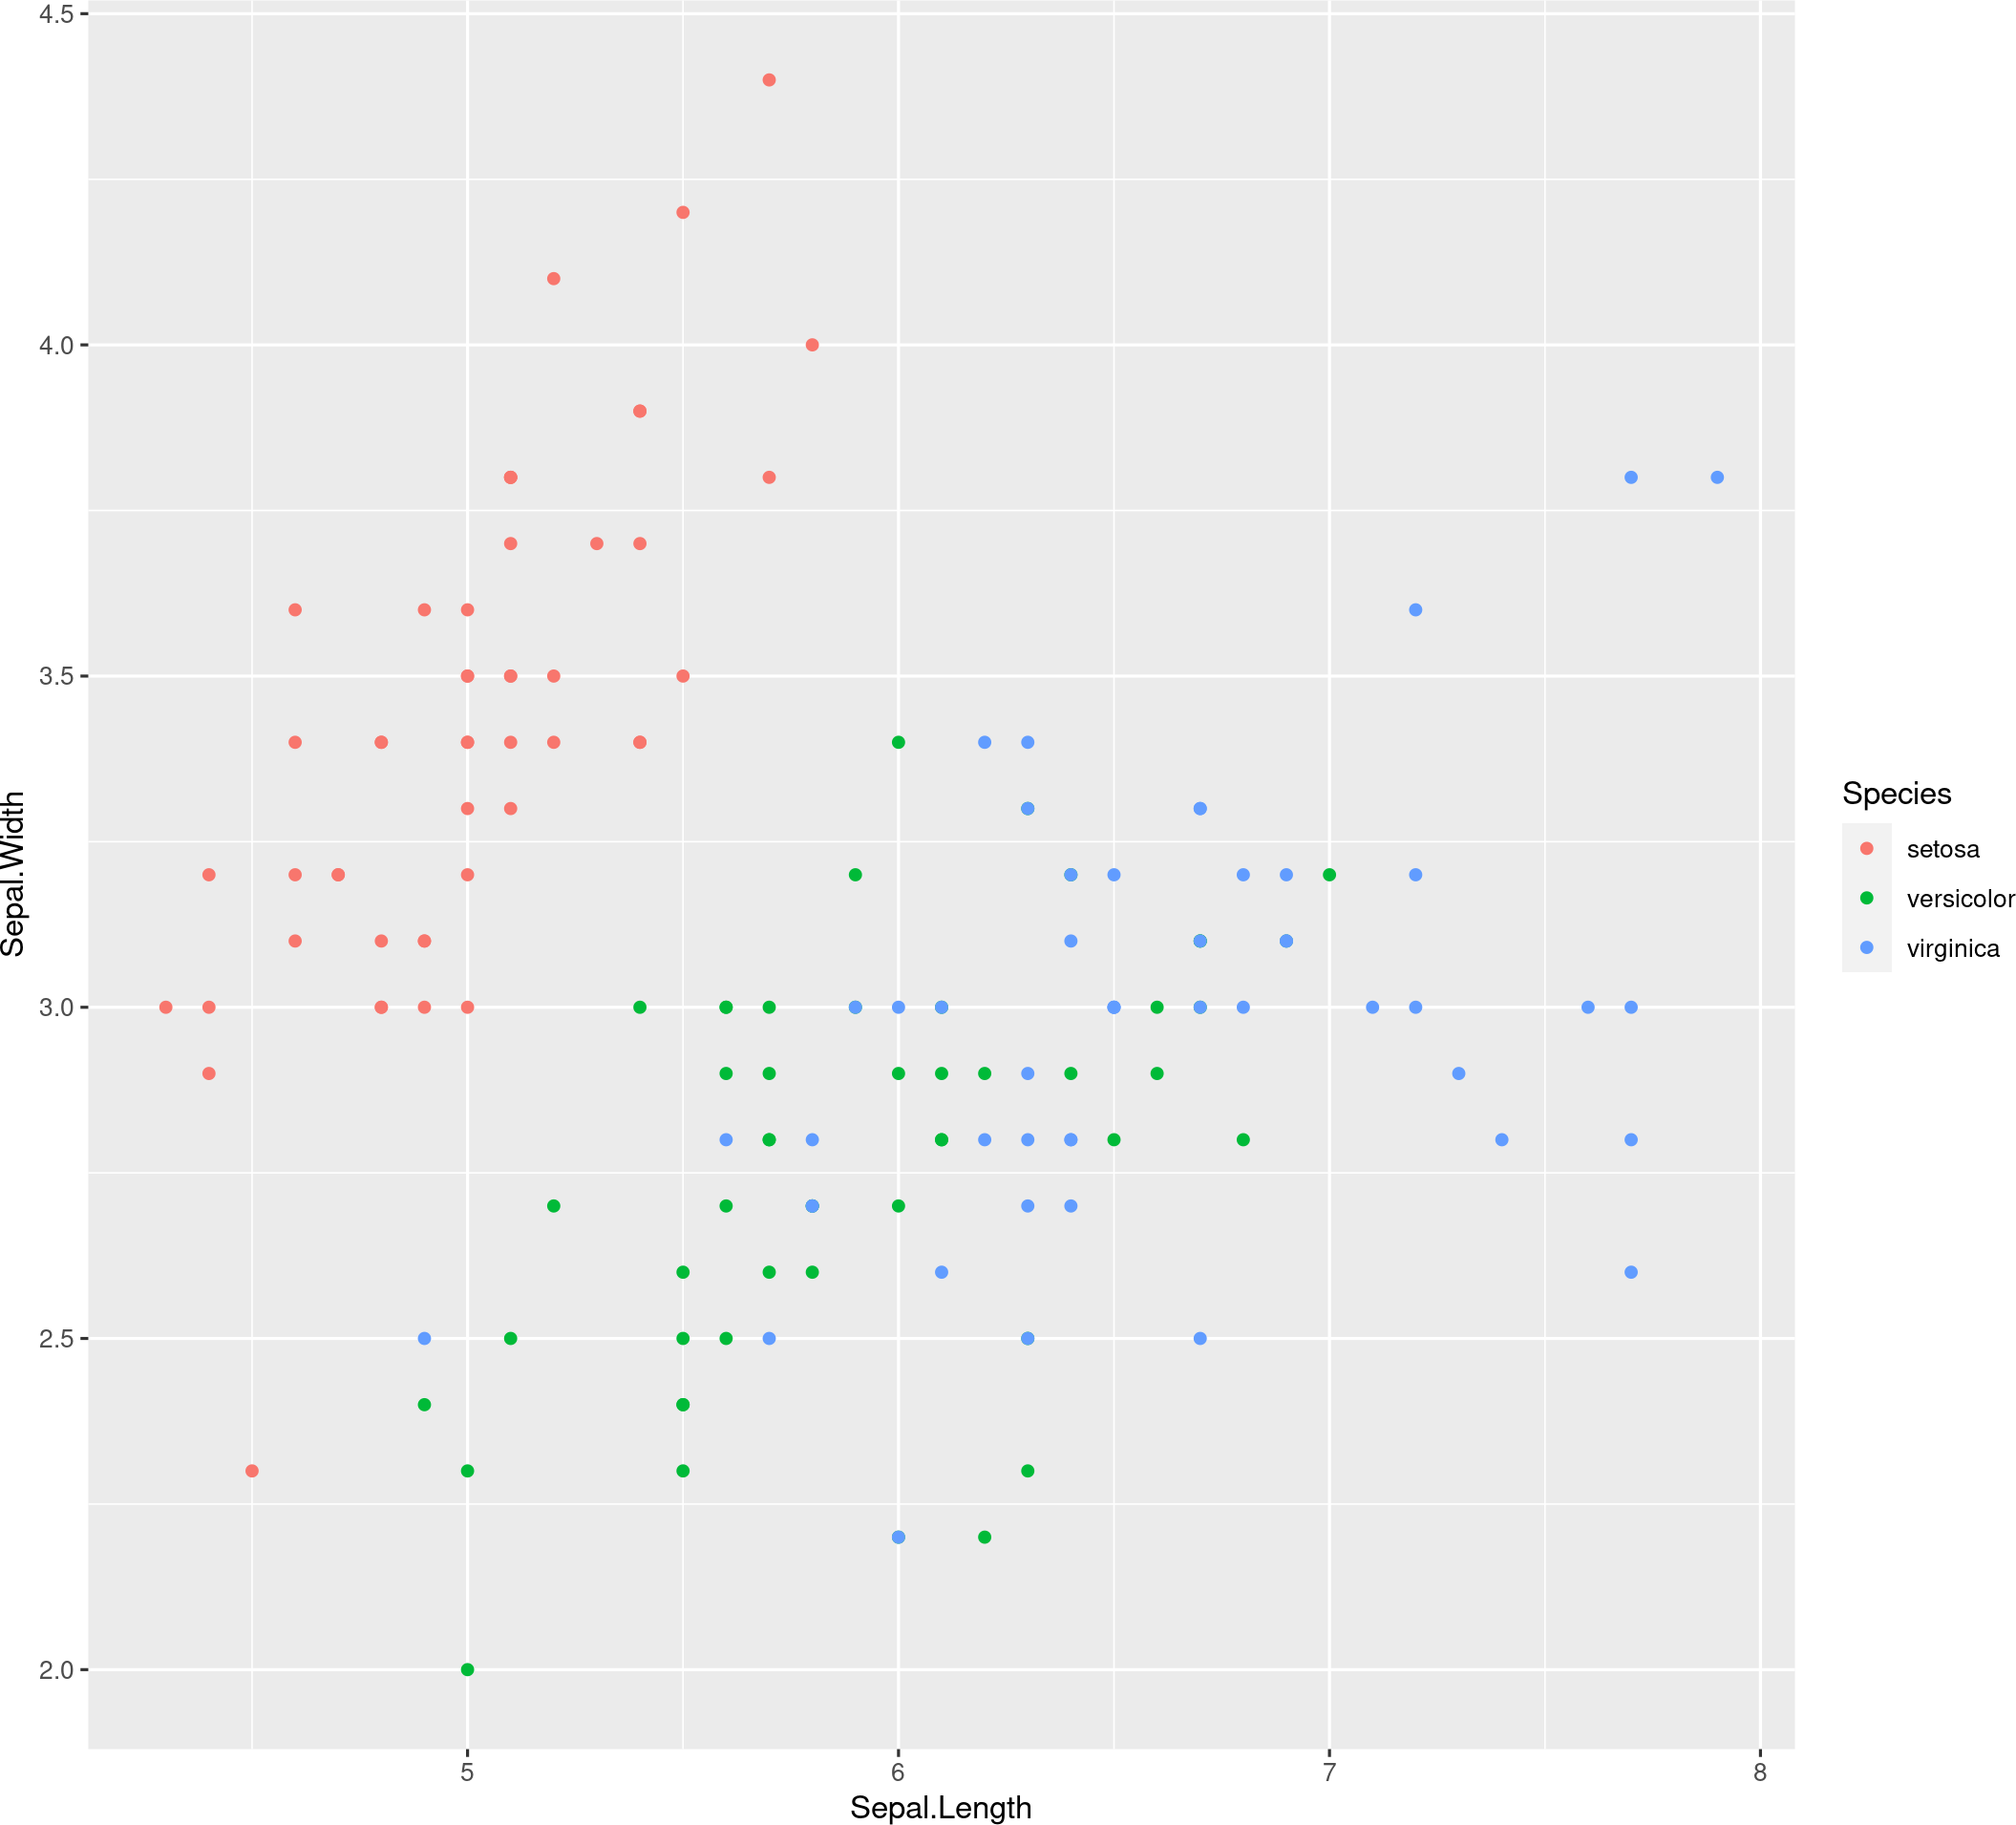 4.5
4.0
3.5
3.0
2.5
2.0
Sepal.Width
5 6 7 8
Sepal.Length
Species
setosa
versicolor
virginica